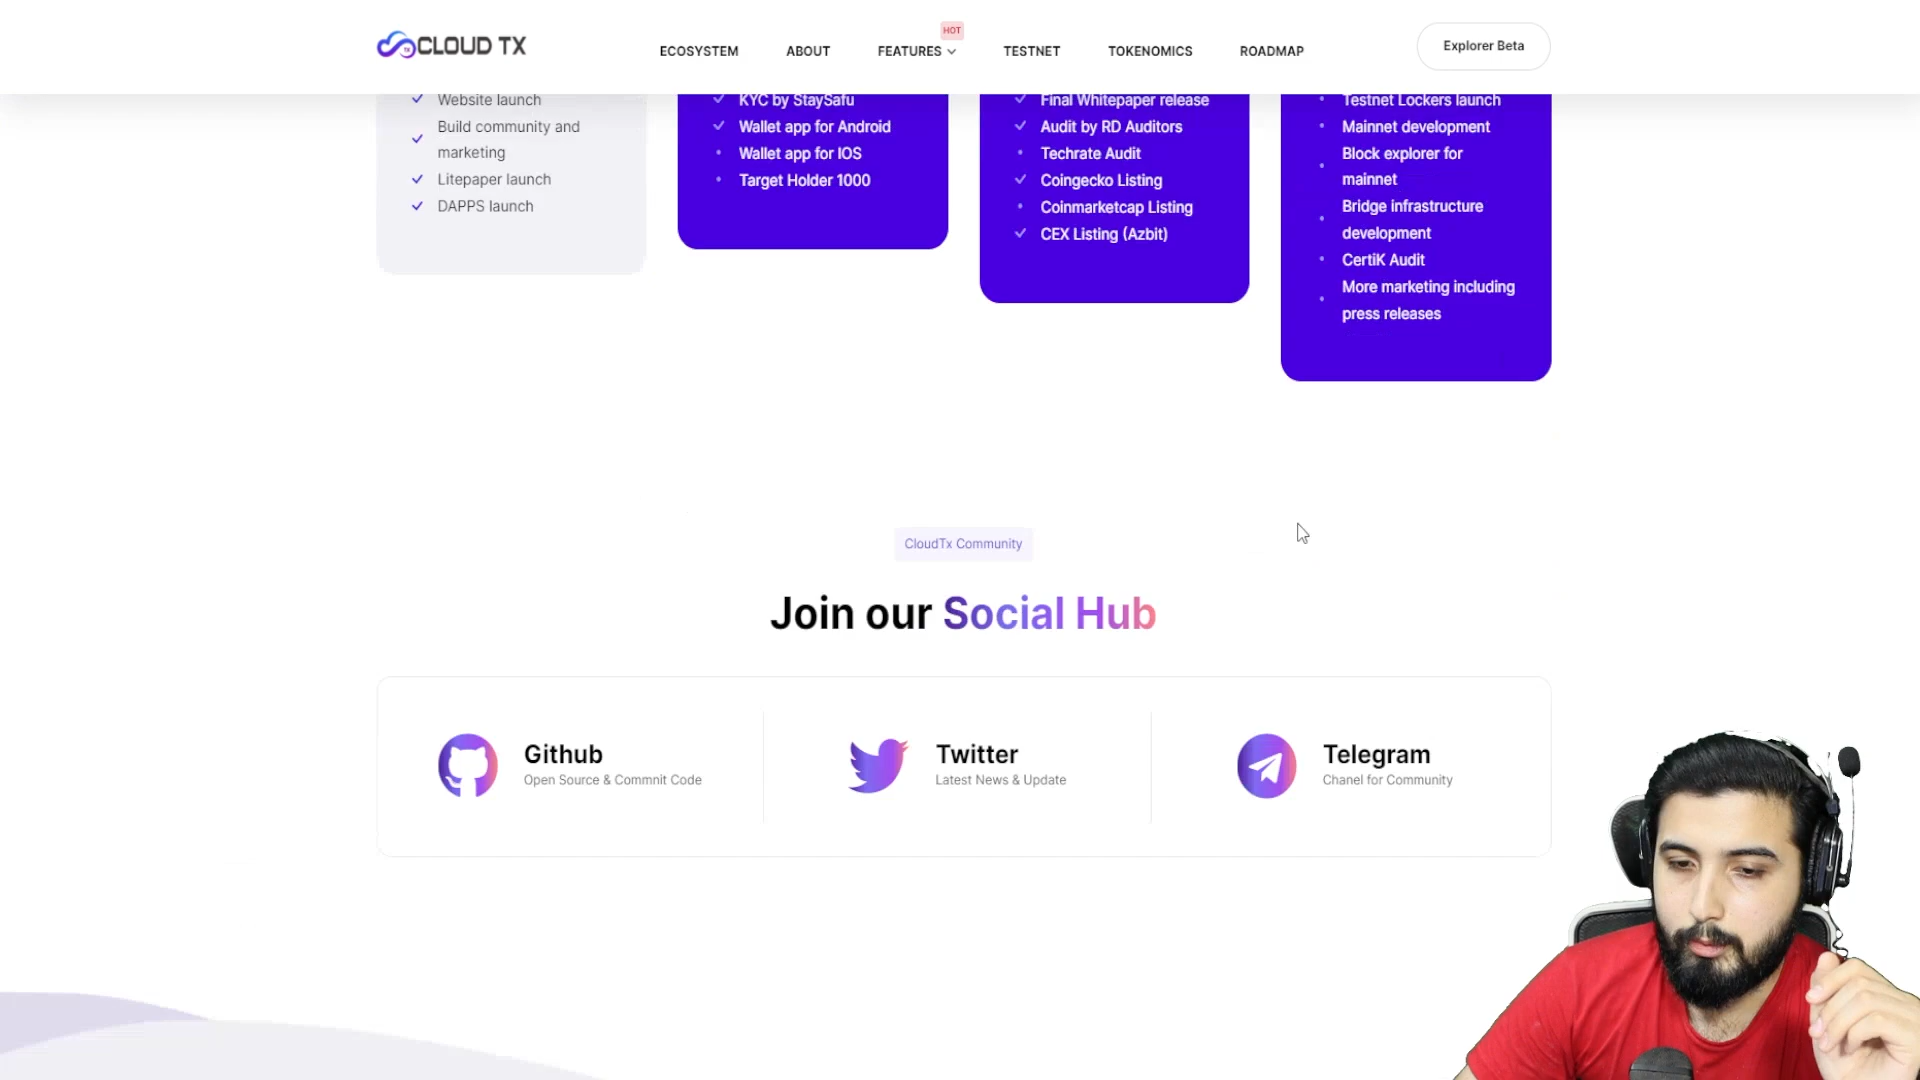 TX CLOUD TX
ECOSYSTEM
ABOUT
FEATURES
HOT
TESTNET
TOKENOMICS
ROADMAP
Explorer Beta
Website launch
Build community and
marketing
Litepaper launch
DAPPS launch
KYC by StaySafu
Wallet app for Android
Wallet app for IOS
Target Holder 1000
Final Whitepaper release
Audit by RD Auditors
Techrate Audit
Coingecko Listing
Coinmarketcap Listing
CEX Listing (Azbit)
Testnet Lockers launch
Mainnet development
Block explorer for
mainnet
Bridge infrastructure
development
CertiK Audit
More marketing including
press releases
CloudTx Community
Join our Social Hub
Github
Open Source & Commnit Code
Twitter
Latest News & Update
Telegram
Chanel for Community